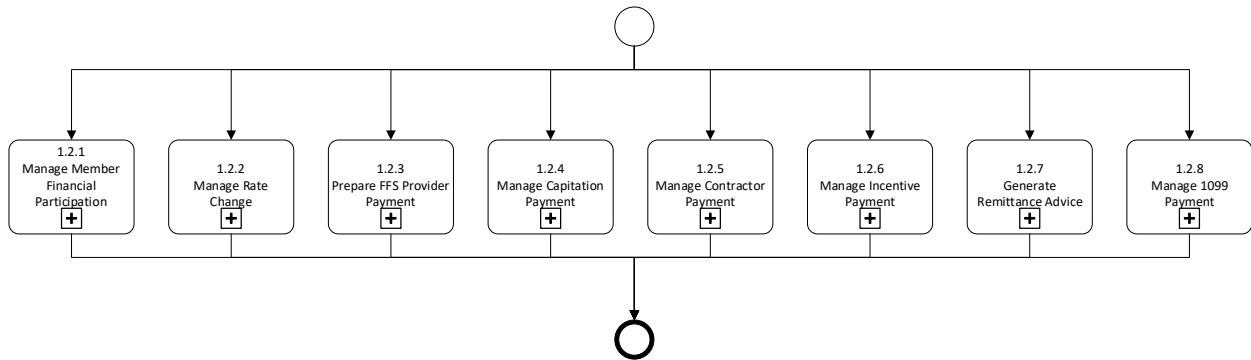 1.2.1
Manage Member
Financial
Participation
1.2.2
Manage Rate
Change
1.2.3
Prepare FFS Provider
Payment
1.2.4
Manage Capitation
Payment
1.2.5
Manage Contractor
Payment
1.2.6
Manage Incentive
Payment
1.2.7
Generate
Remittance Advice
1.2.8
Manage 1099
Payment